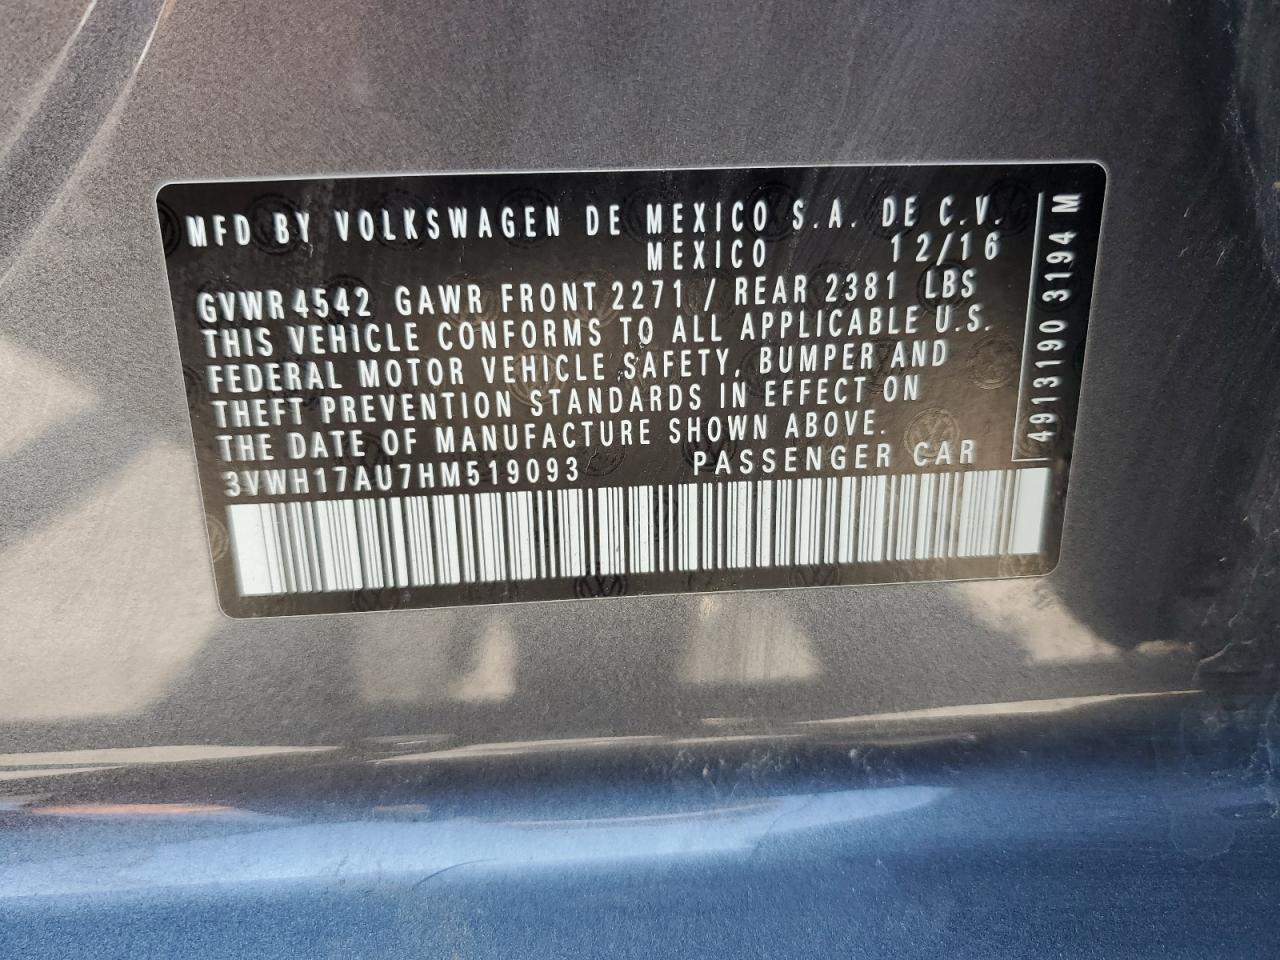 MFD BY VOLKSWAGEN DE MEXICO S.A. DE C.V.
MEXICO 12/16
GVWR 4542 GAWR FRONT 2271 / REAR 2381 LBS
THIS VEHICLE CONFORMS TO ALL APPLICABLE U.S.
FEDERAL MOTOR VEHICLE SAFETY, BUMPER AND
THEFT PREVENTION STANDARDS IN EFFECT ON
THE DATE OF MANUFACTURE SHOWN ABOVE.
3VWH17AU7HM519093 PASSENGER CAR
4913190 3194 M